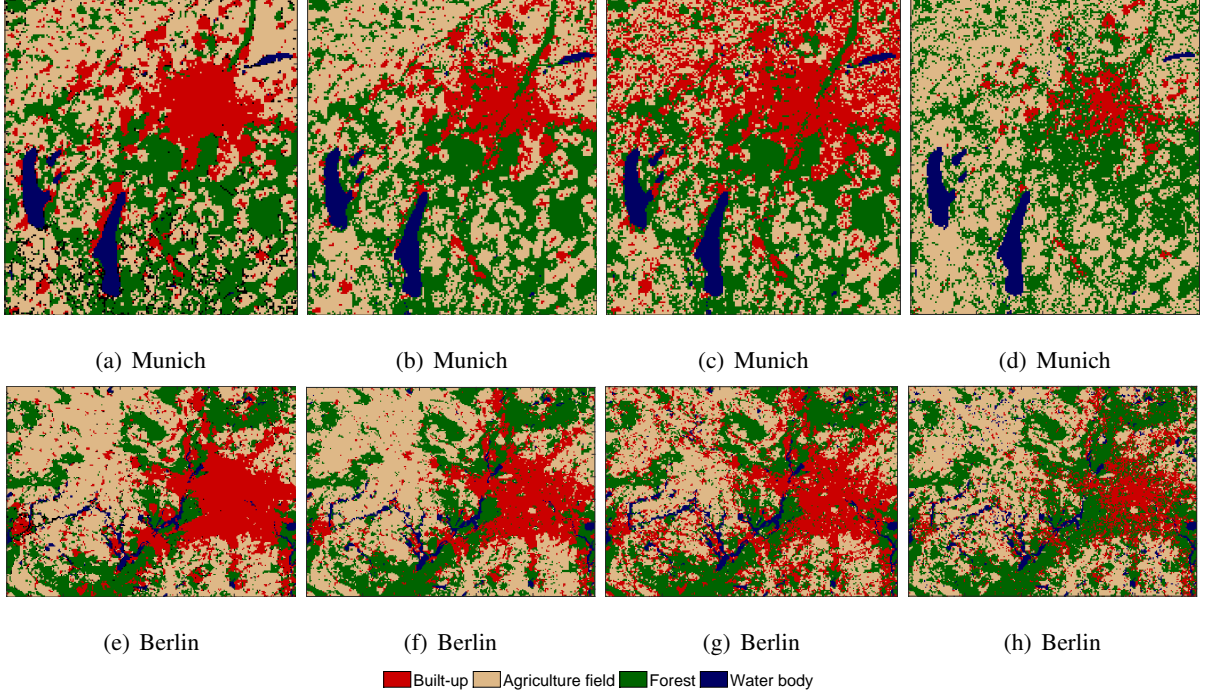 (a) Munich (b) Munich (c) Munich (d) Munich
(e) Berlin (f) Berlin (g) Berlin (h) Berlin
Built-up Agriculture field Forest Water body